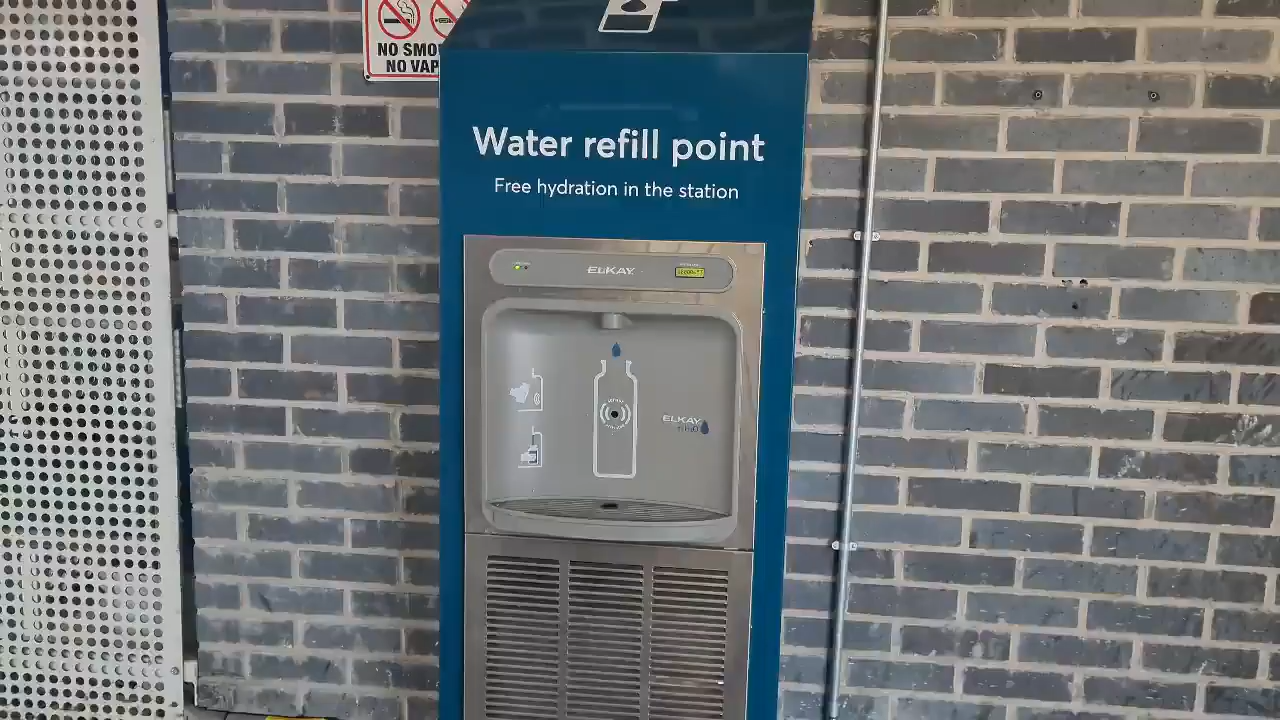 NO SMO
NO VAP
Water refill point
Free hydration in the station
ELKAY
ELKAY